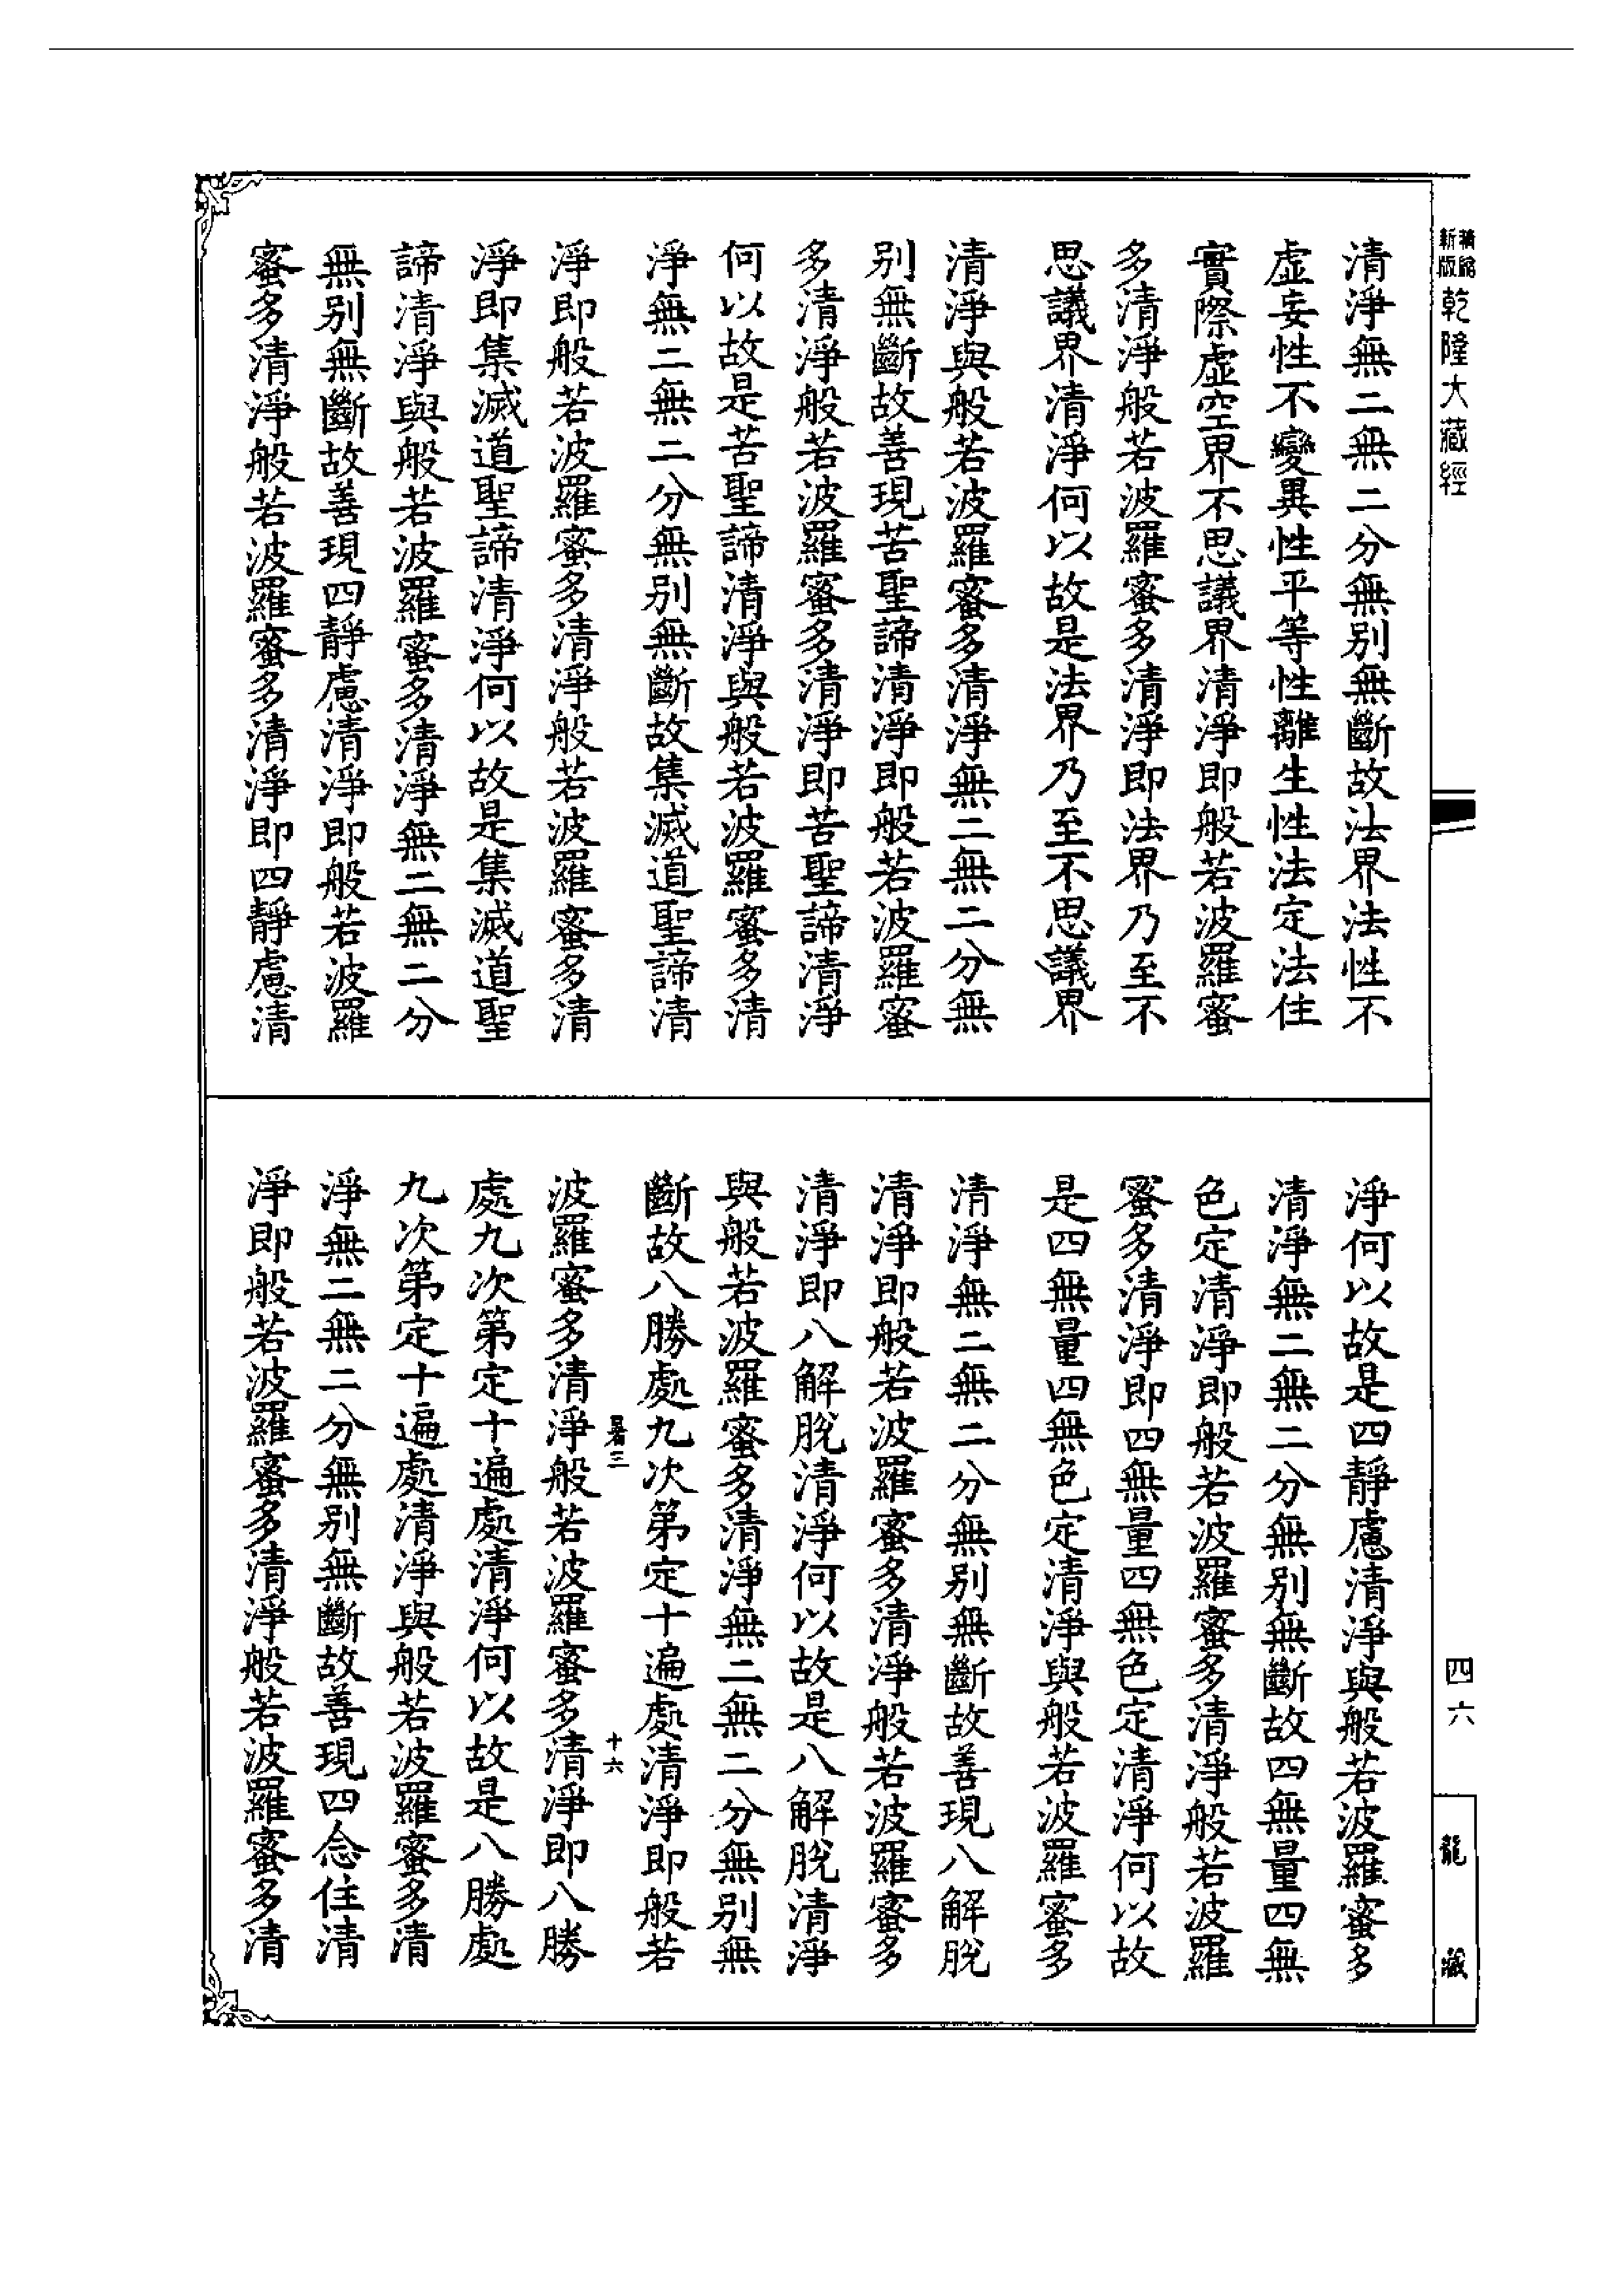 精縮
新版
乾隆大藏經
清淨無二無二分無別無斷故法界法性不
虛妄性不變異性平等性離生性法定法住
實際虛空界不思議界清淨即般若波羅蜜
多清淨般若波羅蜜多清淨即法界乃至不
思議界清淨何以故是法界乃至不思議界
清淨與般若波羅蜜多清淨無二無二分無
別無斷故善現苦聖諦清淨即般若波羅蜜
多清淨般若波羅蜜多清淨即苦聖諦清淨
何以故是苦聖諦清淨與般若波羅蜜多清
淨無二無二分無別無斷故集滅道聖諦清
淨即般若波羅蜜多清淨般若波羅蜜多清
淨即集滅道聖諦清淨何以故是集滅道聖
諦清淨與般若波羅蜜多清淨無二無二分
無別無斷故善現四靜慮清淨即般若波羅
蜜多清淨般若波羅蜜多清淨即四靜慮清
淨何以故是四靜慮清淨與般若波羅蜜多
清淨無二無二分無別無斷故四無量四無
色定清淨即般若波羅蜜多清淨般若波羅
蜜多清淨即四無量四無色定清淨何以故
是四無量四無色定清淨與般若波羅蜜多
清淨無二無二分無別無斷故善現八解脫
清淨即般若波羅蜜多清淨般若波羅蜜多
清淨即八解脫清淨何以故是八解脫清淨
與般若波羅蜜多清淨無二無二分無別無
斷故八勝處九次第定十遍處清淨即般若
暑三 十六
波羅蜜多清淨般若波羅蜜多清淨即八勝
處九次第定十遍處清淨何以故是八勝處
九次第定十遍處清淨與般若波羅蜜多清
淨無二無二分無別無斷故善現四念住清
淨即般若波羅蜜多清淨般若波羅蜜多清
四六
龍藏